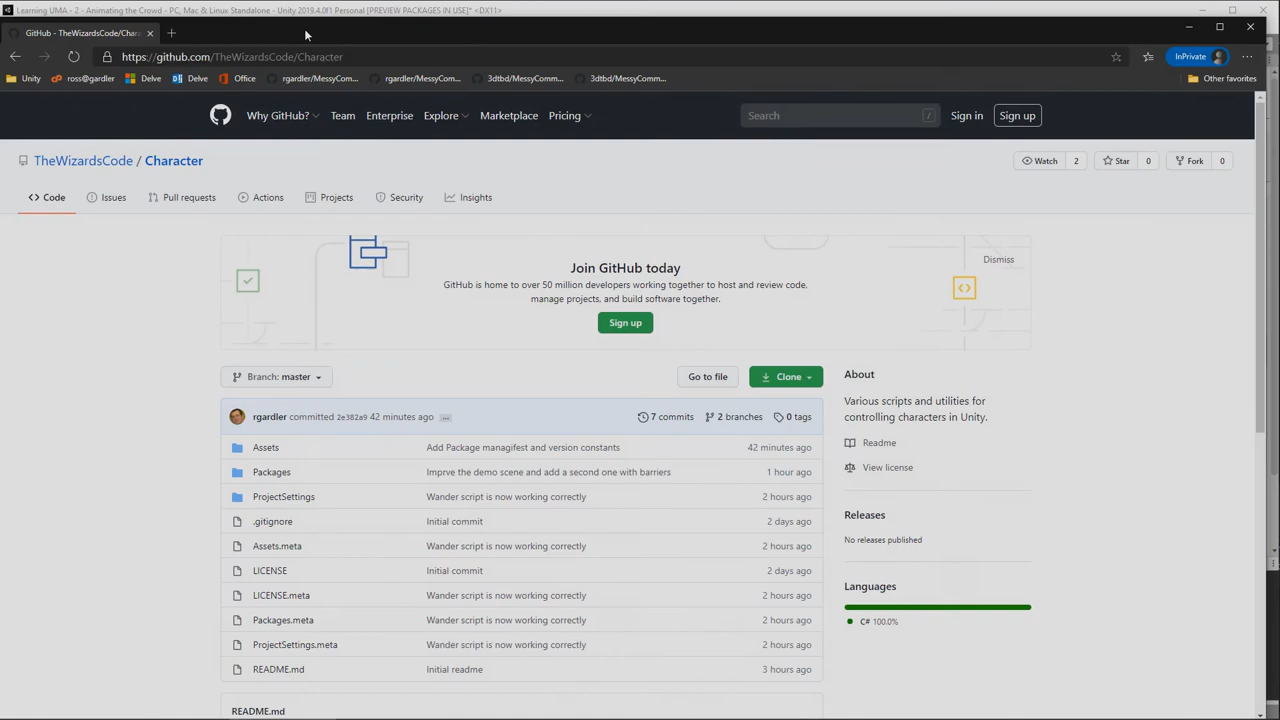 Learning UMA - 2 - Animating the Crowd - PC, Mac & Linux Standalone - Unity 2019.4.0f1 Personal [PREVIEW PACKAGES IN USE]* <DX11>
GitHub - TheWizardsCode/Chara
https://github.com/TheWizardsCode/Character
InPrivate
Unity ross@gardler Delve Delve Office rgardler/MessyCom... rgardler/MessyCom... 3dtbd/MessyComm... 3dtbd/MessyComm... Other favorites
Why GitHub? Team Enterprise Explore Marketplace Pricing Search / Sign in Sign up
TheWizardsCode / Character
Watch 2 Star 0 Fork 0
Code Issues Pull requests Actions Projects Security Insights
Dismiss
Join GitHub today
GitHub is home to over 50 million developers working together to host and review code,
manage projects, and build software together.
Sign up
Branch: master Go to file Clone
rgardler committed 2e382a9 42 minutes ago ... 7 commits 2 branches 0 tags
Assets Add Package managifest and version constants 42 minutes ago
Packages Imprve the demo scene and add a second one with barriers 1 hour ago
ProjectSettings Wander script is now working correctly 2 hours ago
.gitignore Initial commit 2 days ago
Assets.meta Wander script is now working correctly 2 hours ago
LICENSE Initial commit 2 days ago
LICENSE.meta Wander script is now working correctly 2 hours ago
Packages.meta Wander script is now working correctly 2 hours ago
ProjectSettings.meta Wander script is now working correctly 2 hours ago
README.md Initial readme 3 hours ago
README.md
About
Various scripts and utilities for
controlling characters in Unity.
Readme
View license
Releases
No releases published
Languages
C# 100.0%